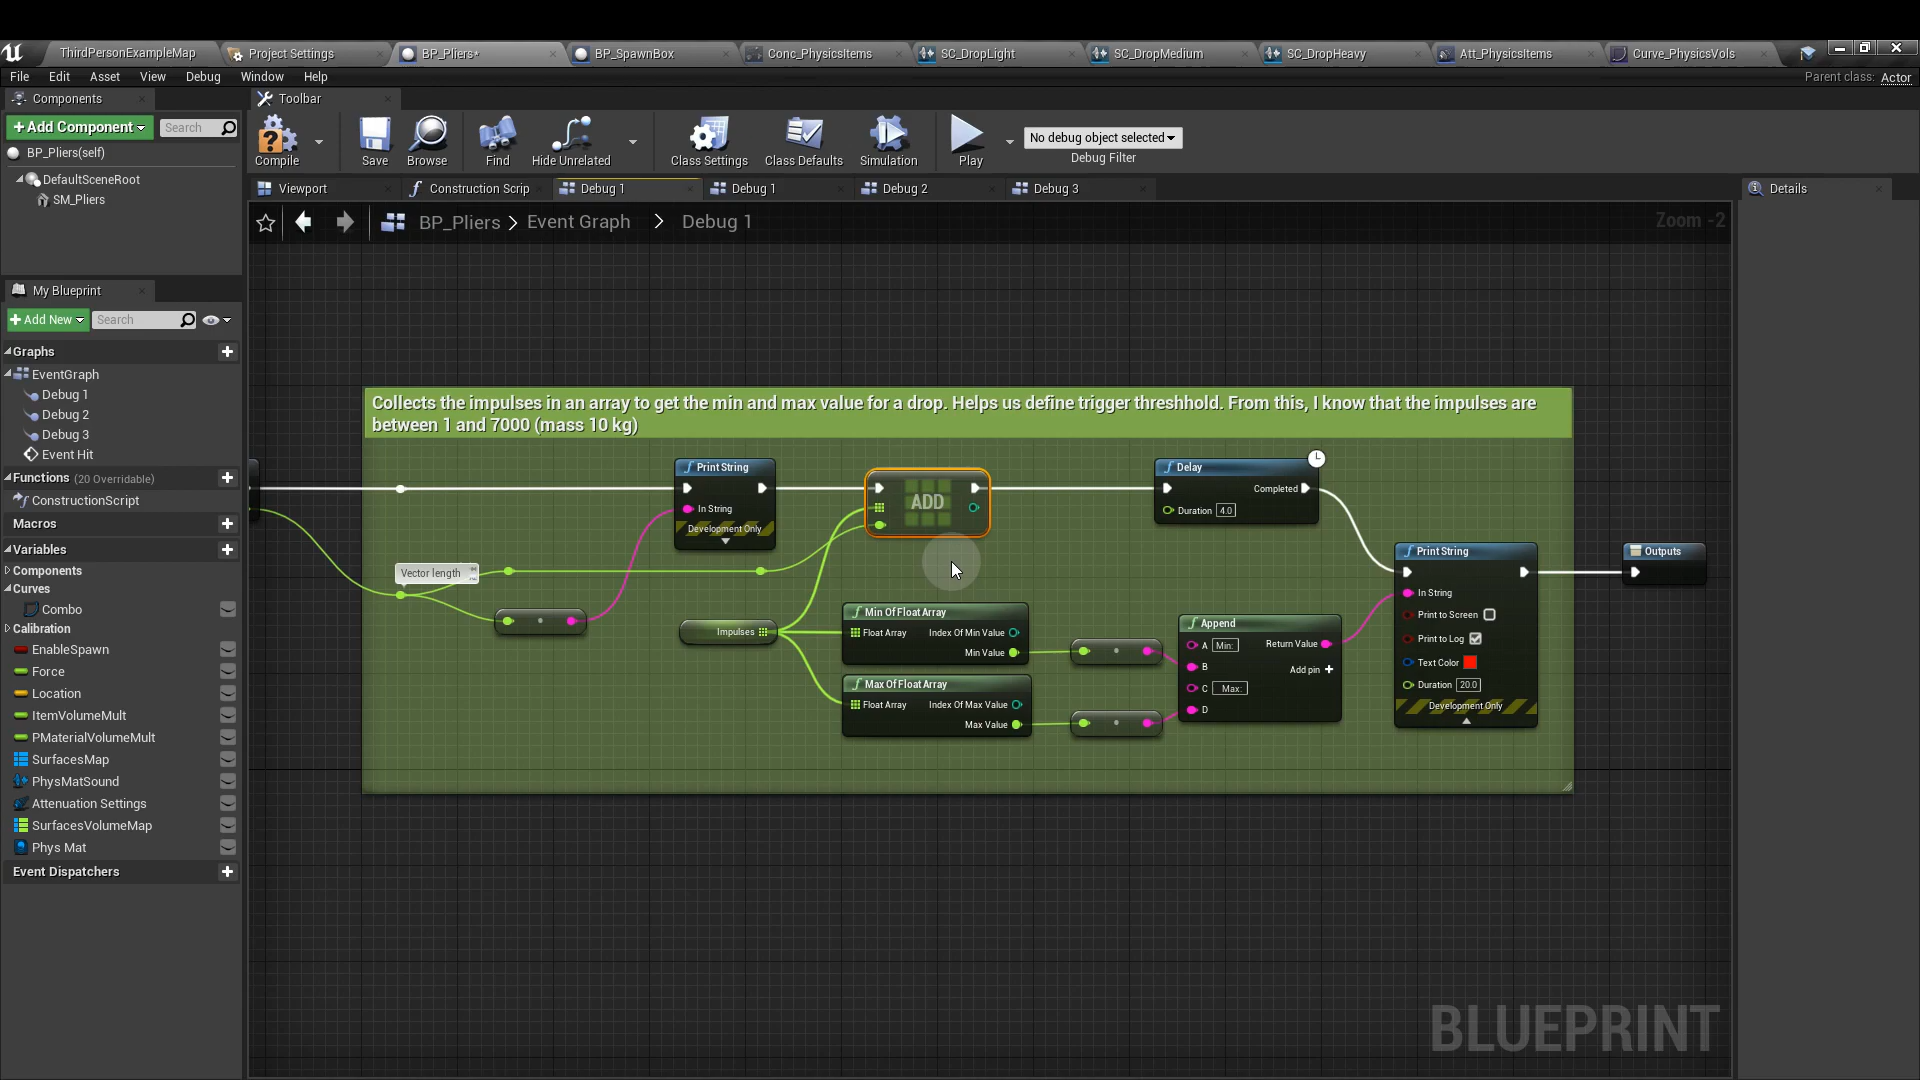 ThirdPersonExampleMap
Project Settings
BP_Pliers*
BP_SpawnBox
Conc_PhysicsItems
SC_DropLight
SC_DropMedium
SC_DropHeavy
Att_PhysicsItems
Curve_PhysicsVols
File Edit Asset View Debug Window Help
Parent class: Actor
Components
Toolbar
+Add Component
Search
BP_Pliers(self)
DefaultSceneRoot
SM_Pliers
Compile
Save
Browse
Find
Hide Unrelated
Class Settings
Class Defaults
Simulation
Play
No debug object selected
Debug Filter
Viewport
Construction Scrip
Debug 1
Debug 1
Debug 2
Debug 3
Details
BP_Pliers > Event Graph > Debug 1
Zoom -2
My Blueprint
+Add New
Search
Graphs
EventGraph
Debug 1
Debug 2
Debug 3
Event Hit
Functions (20 Overridable)
ConstructionScript
Macros
Variables
Components
Curves
Combo
Calibration
EnableSpawn
Force
Location
ItemVolumeMult
PMaterialVolumeMult
SurfacesMap
PhysMatSound
Attenuation Settings
SurfacesVolumeMap
Phys Mat
Event Dispatchers
Collects the impulses in an array to get the min and max value for a drop. Helps us define trigger threshhold. From this, I know that the impulses are
between 1 and 7000 (mass 10 kg)
Print String
In String
Development Only
ADD
Delay
Completed
Duration 4.0
Vector length
Impulses
Min Of Float Array
Float Array Index Of Min Value
Min Value
Max Of Float Array
Float Array Index Of Max Value
Max Value
Append
A Min: Return Value
B Add pin +
C Max:
D
Print String
In String
Print to Screen
Print to Log
Text Color
Duration 20.0
Development Only
Outputs
BLUEPRINT